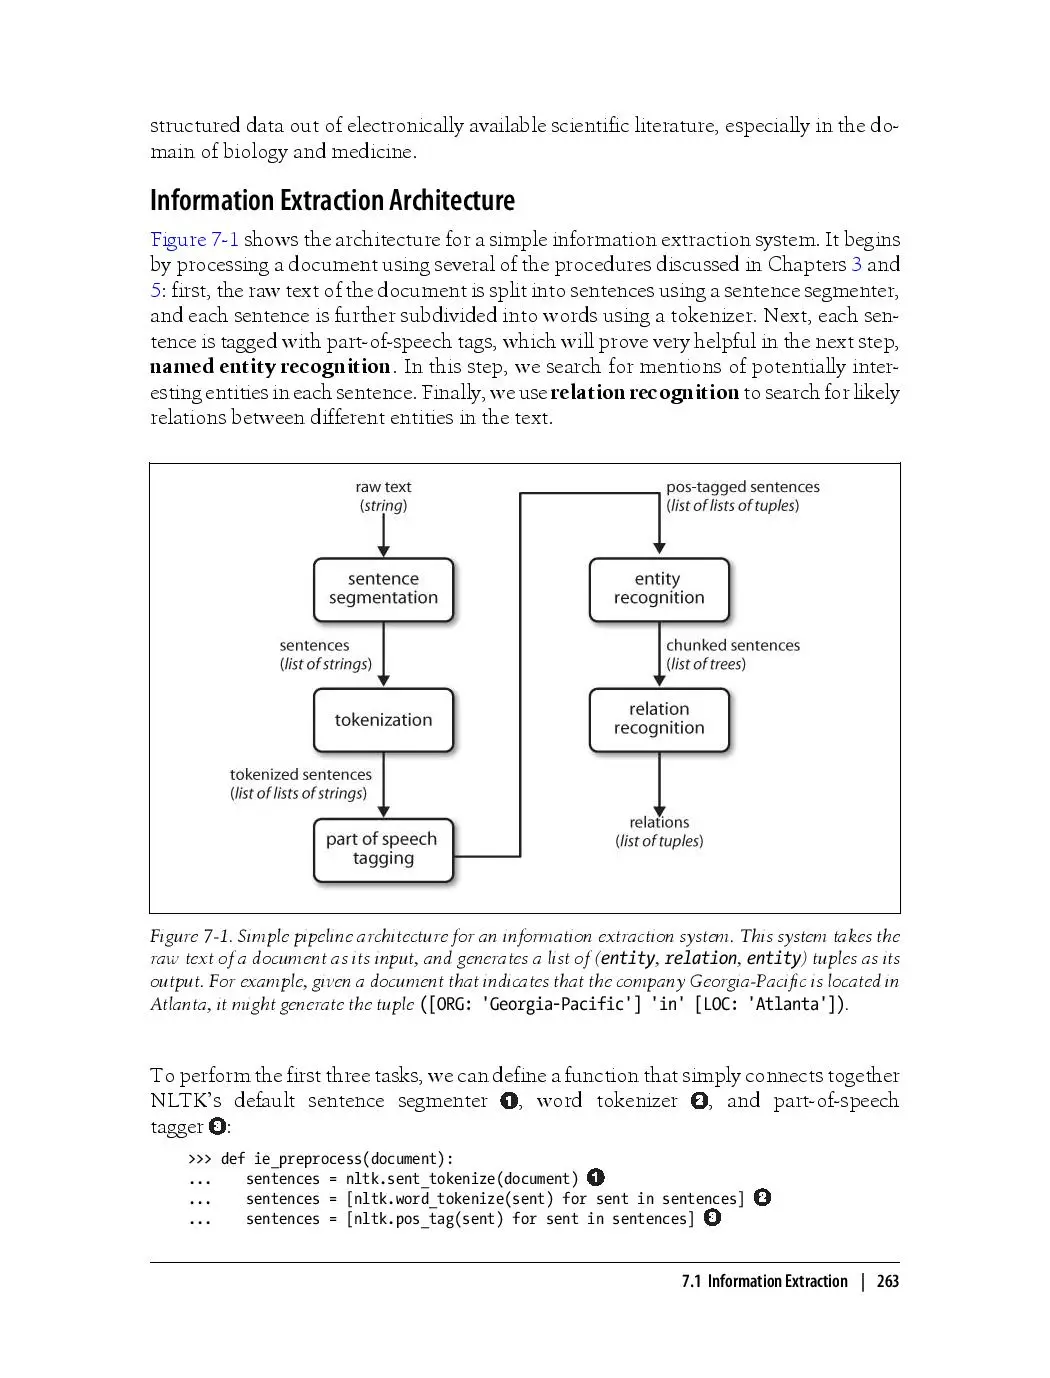 structured data out of electronically available scientific literature, especially in the do-
main of biology and medicine.
Information Extraction Architecture
Figure 7-1 shows the architecture for a simple information extraction system. It begins
by processing a document using several of the procedures discussed in Chapters 3 and
5: first, the raw text of the document is split into sentences using a sentence segmenter,
and each sentence is further subdivided into words using a tokenizer. Next, each sen-
tence is tagged with part-of-speech tags, which will prove very helpful in the next step,
named entity recognition. In this step, we search for mentions of potentially inter-
esting entities in each sentence. Finally, we use relation recognition to search for likely
relations between different entities in the text.
raw text
(string)
sentence
segmentation
sentences
(list of strings)
tokenization
tokenized sentences
(list of lists of strings)
part of speech
tagging
pos-tagged sentences
(list of lists of tuples)
entity
recognition
chunked sentences
(list of trees)
relation
recognition
relations
(list of tuples)
Figure 7-1. Simple pipeline architecture for an information extraction system. This system takes the
raw text of a document as its input, and generates a list of (entity, relation, entity) tuples as its
output. For example, given a document that indicates that the company Georgia-Pacific is located in
Atlanta, it might generate the tuple ([ORG: 'Georgia-Pacific'] 'in' [LOC: 'Atlanta']).
To perform the first three tasks, we can define a function that simply connects together
NLTK's default sentence segmenter ❶, word tokenizer ❷, and part-of-speech
tagger ❸:
>>> def ie_preprocess(document):
...    sentences = nltk.sent_tokenize(document) ❶
...    sentences = [nltk.word_tokenize(sent) for sent in sentences] ❷
...    sentences = [nltk.pos_tag(sent) for sent in sentences] ❸
7.1 Information Extraction | 263